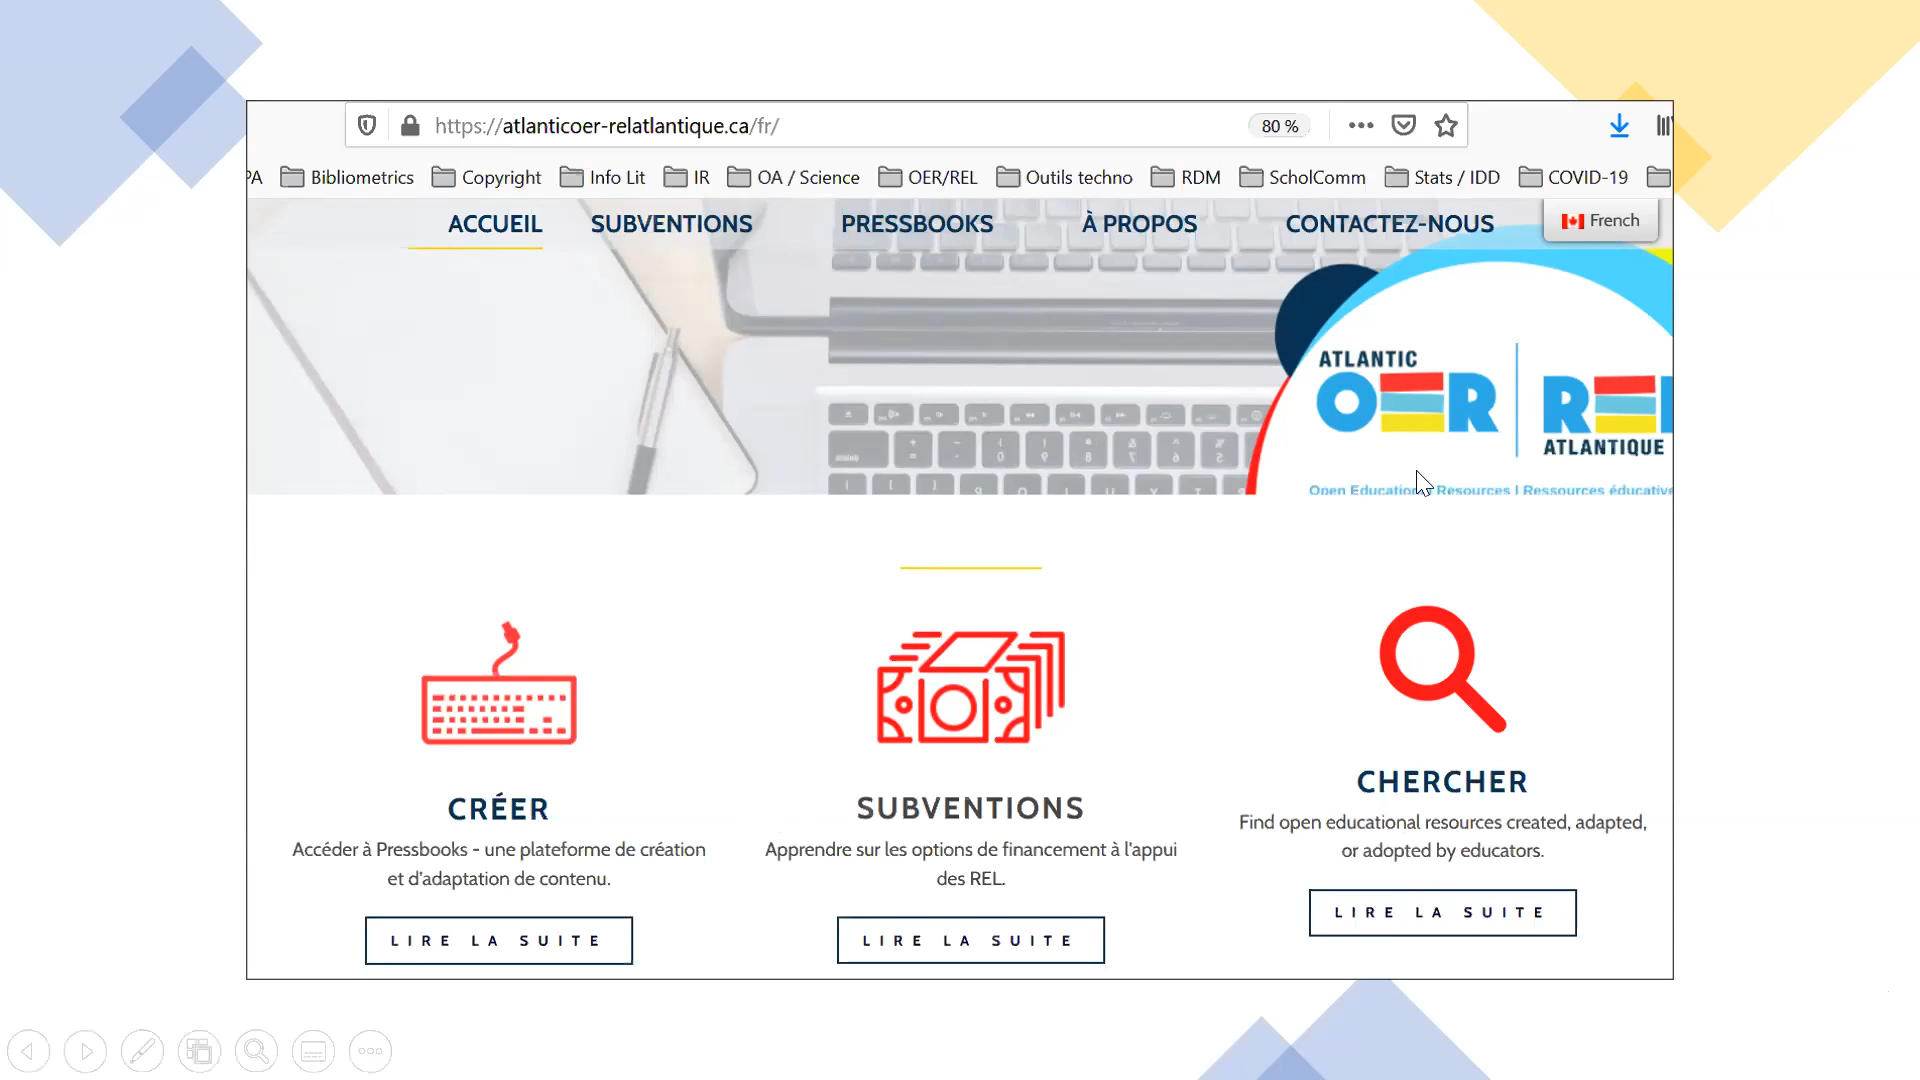 https://atlanticoer-relatlantique.ca/fr/
80 %
PA Bibliometrics Copyright Info Lit IR OA / Science OER/REL Outils techno RDM ScholComm Stats / IDD COVID-19
ACCUEIL SUBVENTIONS PRESSBOOKS À PROPOS CONTACTEZ-NOUS French
ATLANTIC
OER
ATLANTIQUE
Resources | Ressources
CRÉER
Accéder à Pressbooks - une plateforme de création
et d'adaptation de contenu.
LIRE LA SUITE
SUBVENTIONS
Apprendre sur les options de financement à l'appui
des REL.
LIRE LA SUITE
CHERCHER
Find open educational resources created, adapted,
or adopted by educators.
LIRE LA SUITE